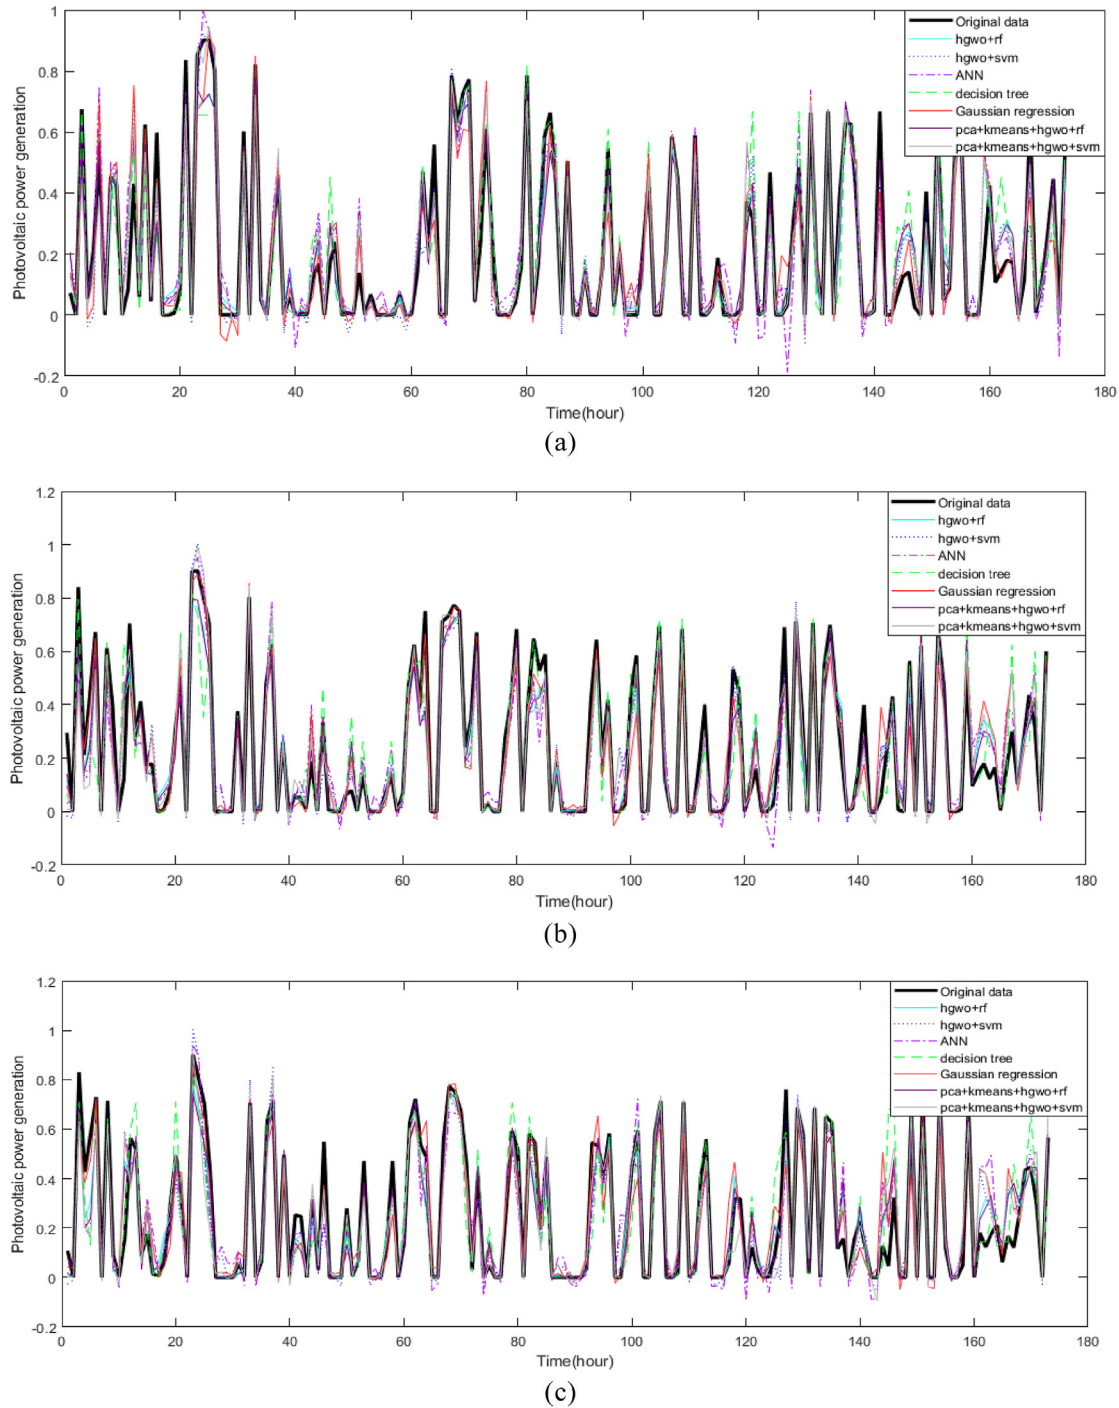 1
0.8
0.6
0.4
0.2
0
-0.2
Photovoltaic power generation
Original data
hgwo+rf
hgwo+svm
ANN
decision tree
Gaussian regression
pca+kmeans+hgwo+rf
pca+kmeans+hgwo+svm
0 20 40 60 80 100 120 140 160 180
Time(hour)
(a)
1.2
1
0.8
0.6
0.4
0.2
0
-0.2
Photovoltaic power generation
Original data
hgwo+rf
hgwo+svm
ANN
decision tree
Gaussian regression
pca+kmeans+hgwo+rf
pca+kmeans+hgwo+svm
0 20 40 60 80 100 120 140 160 180
Time(hour)
(b)
1.2
1
0.8
0.6
0.4
0.2
0
-0.2
Photovoltaic power generation
Original data
hgwo+rf
hgwo+svm
ANN
decision tree
Gaussian regression
pca+kmeans+hgwo+rf
pca+kmeans+hgwo+svm
0 20 40 60 80 100 120 140 160 180
Time(hour)
(c)